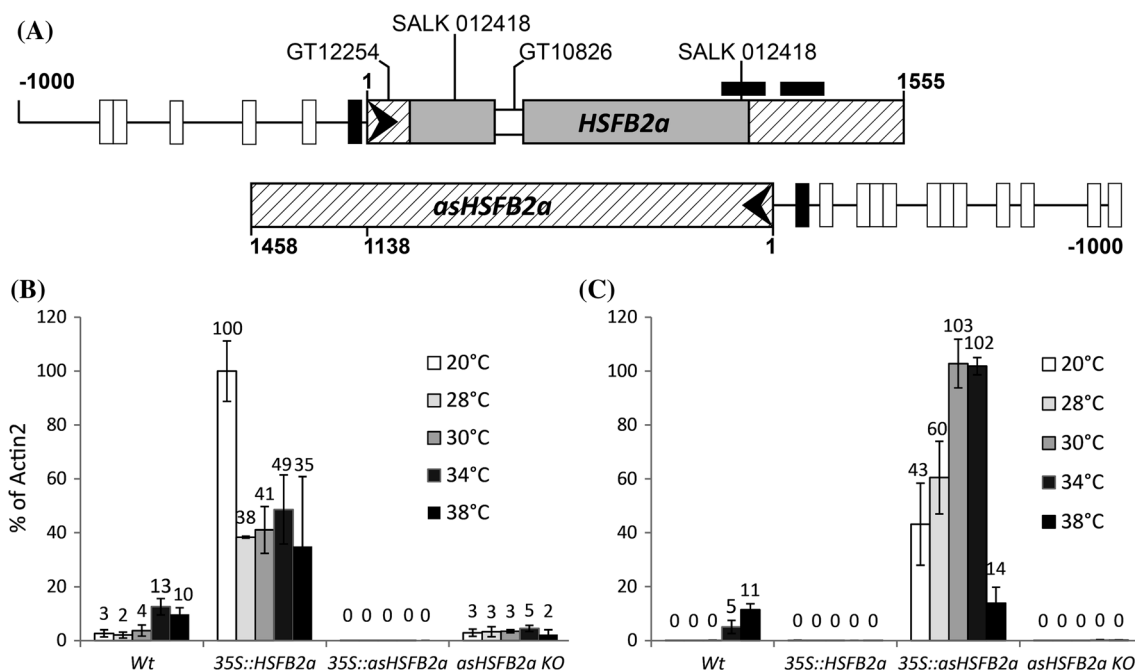 (A)
SALK 012418
GT12254
GT10826
SALK 012418
-1000
1
1555
HSFB2a
asHSFB2a
1458
1138
1
-1000
(B)
% of Actin2
120
100
80
60
40
20
0
3 2 4 13 10
100 38 41 49 35
0 0 0 0 0
3 3 3 5 2
20°C
28°C
30°C
34°C
38°C
Wt 35S::HSFB2a 35S::asHSFB2a asHSFB2a KO
(C)
120
100
80
60
40
20
0
0 0 0 5 11
0 0 0 0 0
43 60 103 102 14
0 0 0 0 0
20°C
28°C
30°C
34°C
38°C
Wt 35S::HSFB2a 35S::asHSFB2a asHSFB2a KO